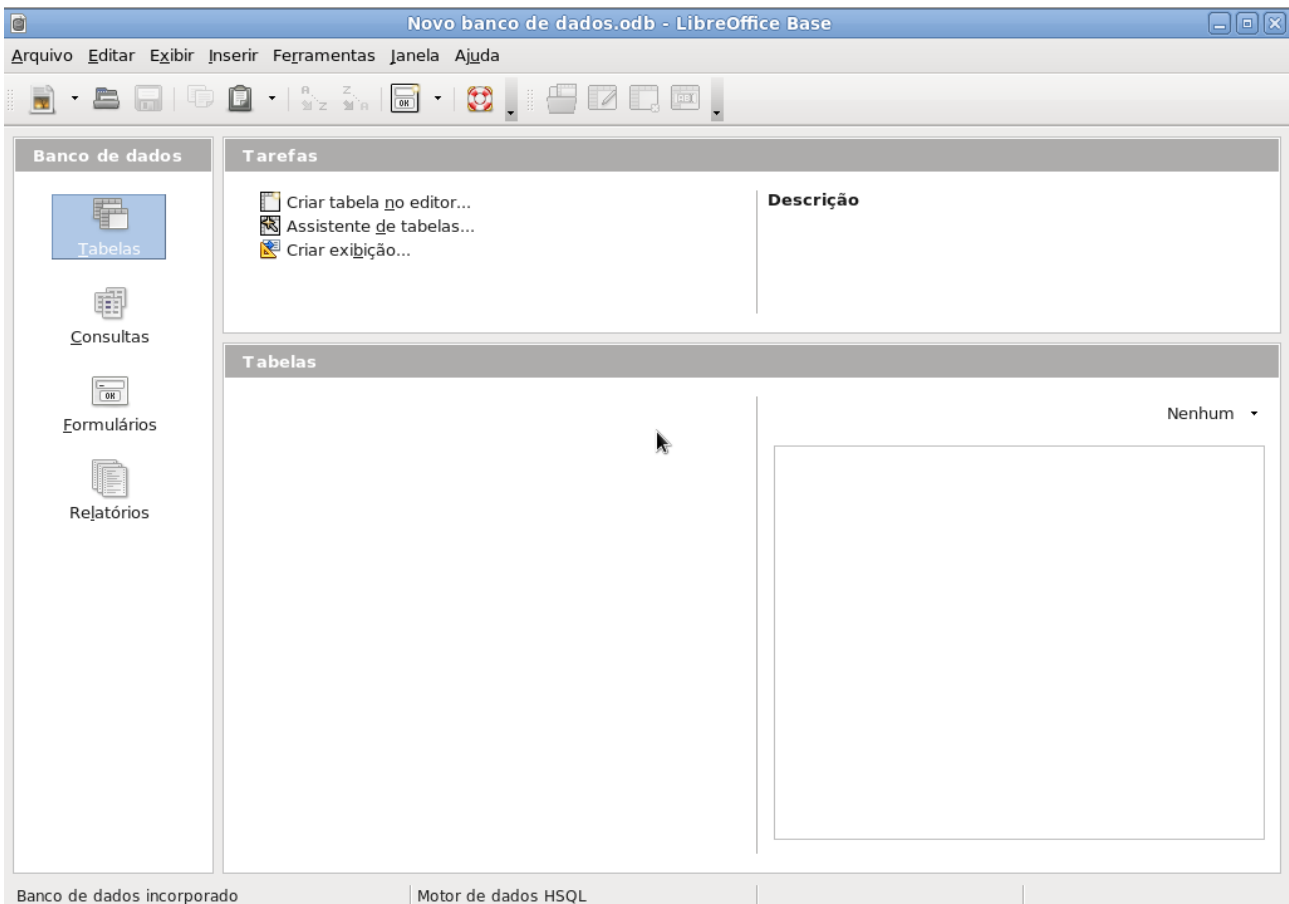 Novo banco de dados.odb - LibreOffice Base
Arquivo Editar Exibir Inserir Ferramentas Janela Ajuda
Banco de dados
Tabelas
Consultas
Formulários
Relatórios
Tarefas
Criar tabela no editor...
Assistente de tabelas...
Criar exibição...
Descrição
Tabelas
Nenhum
Banco de dados incorporado
Motor de dados HSQL